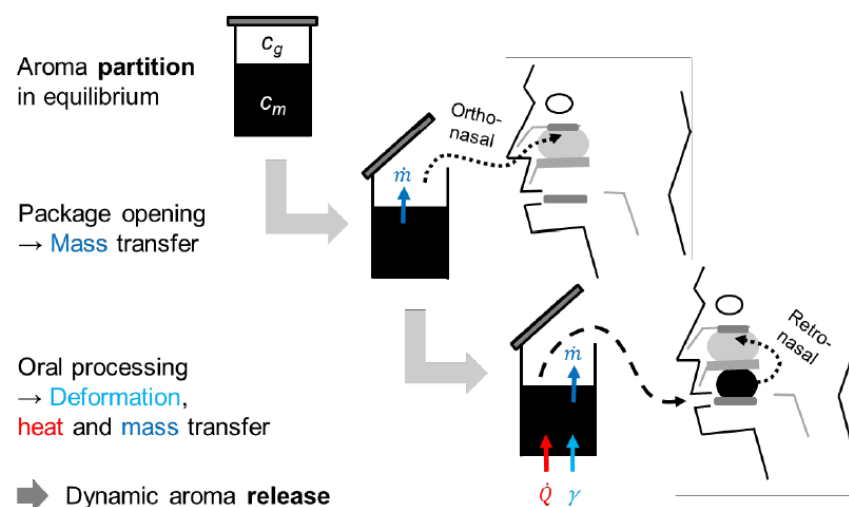 Aroma partition
in equilibrium
c_g
c_m
Ortho-
nasal
ṁ
Package opening
→ Mass transfer
Retro-
nasal
ṁ
Oral processing
→ Deformation,
heat and mass transfer
Q̇ γ
Dynamic aroma release